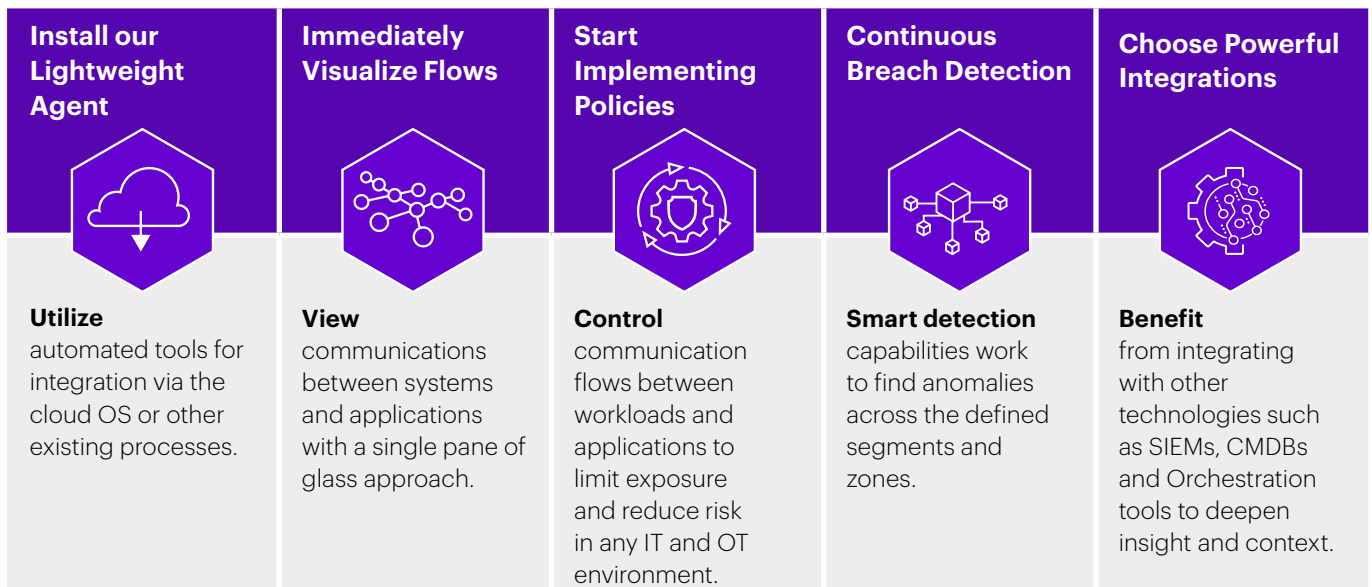 Install our
Lightweight
Agent
Utilize
automated tools for
integration via the
cloud OS or other
existing processes.
Immediately
Visualize Flows
View
communications
between systems
and applications
with a single pane of
glass approach.
Start
Implementing
Policies
Control
communication
flows between
workloads and
applications to
limit exposure
and reduce risk
in any IT and OT
environment.
Continuous
Breach Detection
Smart detection
capabilities work
to find anomalies
across the defined
segments and
zones.
Choose Powerful
Integrations
Benefit
from integrating
with other
technologies such
as SIEMs, CMDBs
and Orchestration
tools to deepen
insight and context.